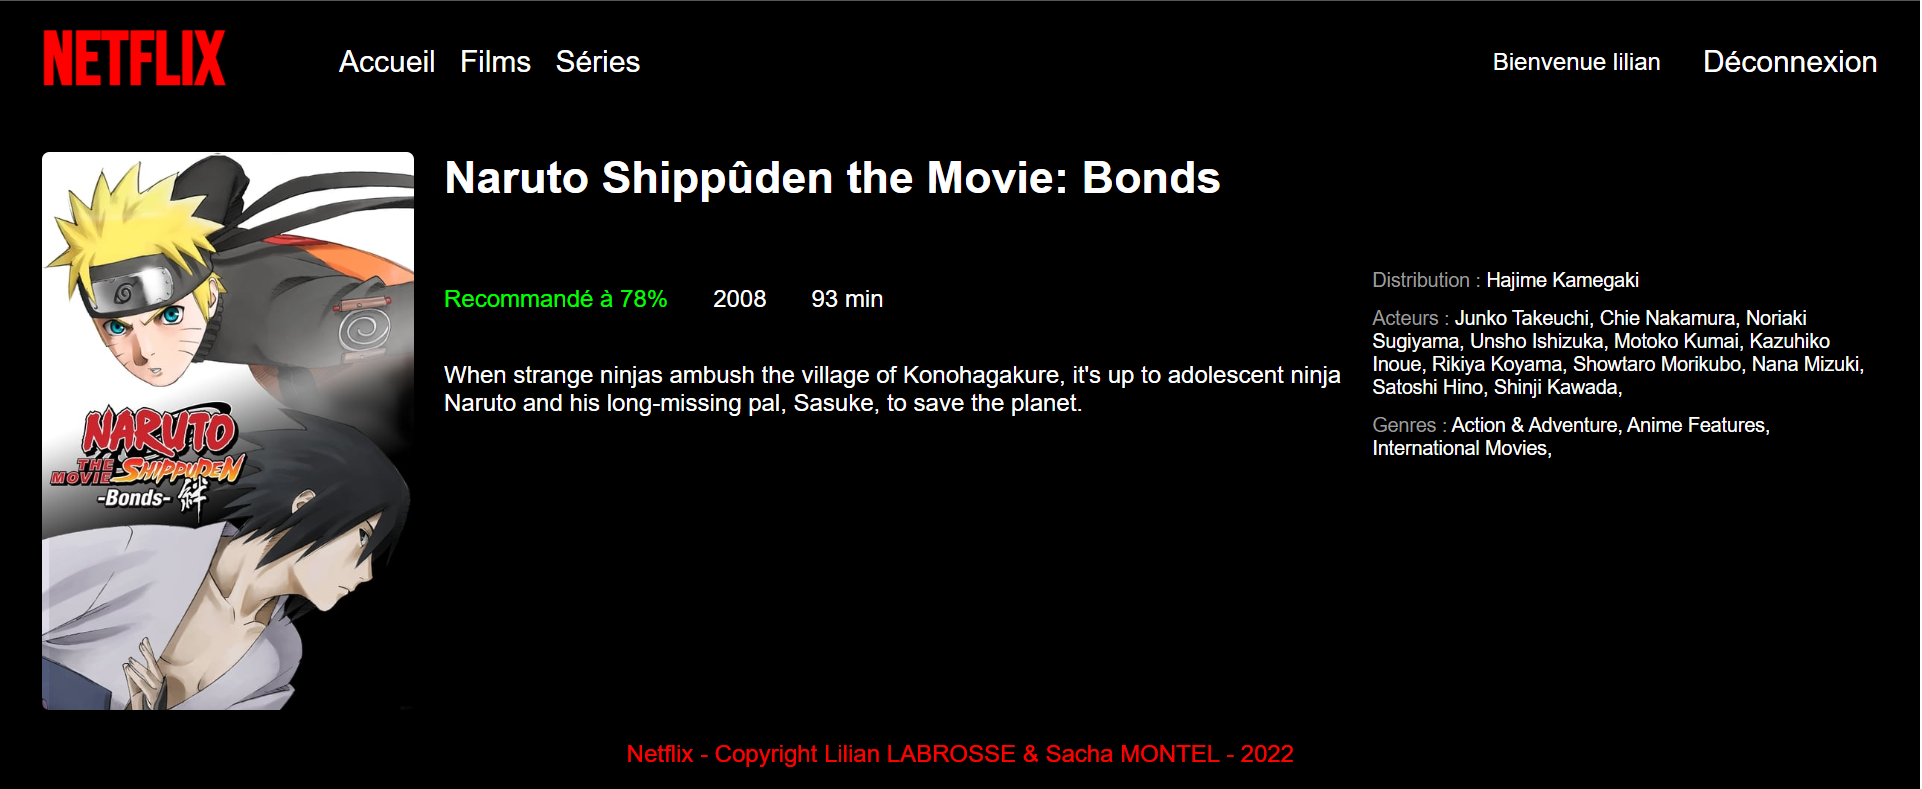 NETFLIX
Accueil Films Séries
Bienvenue lilian Déconnexion
Naruto Shippûden the Movie: Bonds
Recommandé à 78% 2008 93 min
When strange ninjas ambush the village of Konohagakure, it's up to adolescent ninja
Naruto and his long-missing pal, Sasuke, to save the planet.
Distribution : Hajime Kamegaki
Acteurs : Junko Takeuchi, Chie Nakamura, Noriaki
Sugiyama, Unsho Ishizuka, Motoko Kumai, Kazuhiko
Inoue, Rikiya Koyama, Showtaro Morikubo, Nana Mizuki,
Satoshi Hino, Shinji Kawada,
Genres : Action & Adventure, Anime Features,
International Movies,
NARUTO
THE
MOVIE SHIPPUDEN
-Bonds- 絆
Netflix - Copyright Lilian LABROSSE & Sacha MONTEL - 2022